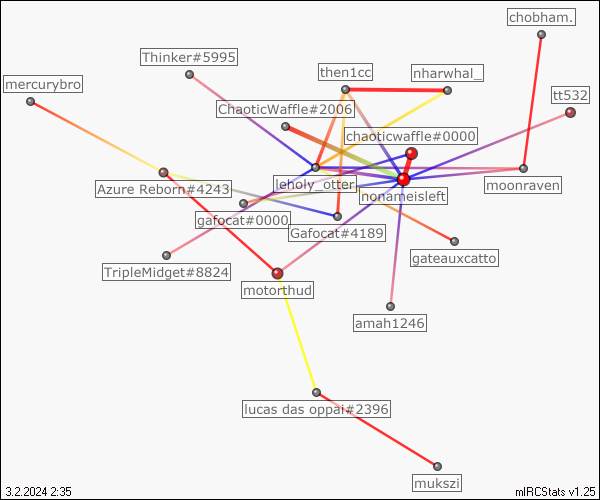 chobham.
Thinker#5995
then1cc
nharwhal_
mercurybro
tt532
ChaoticWaffle#2006
chaoticwaffle#0000
leholy_otter
moonraven
Azure Reborn#4243
nonameisleft
gafocat#0000
Gafocat#4189
gateauxcatto
TripleMidget#8824
motorthud
amah1246
lucas das oppai#2396
mukszi
3.2.2024 2:35
mIRCStats v1.25